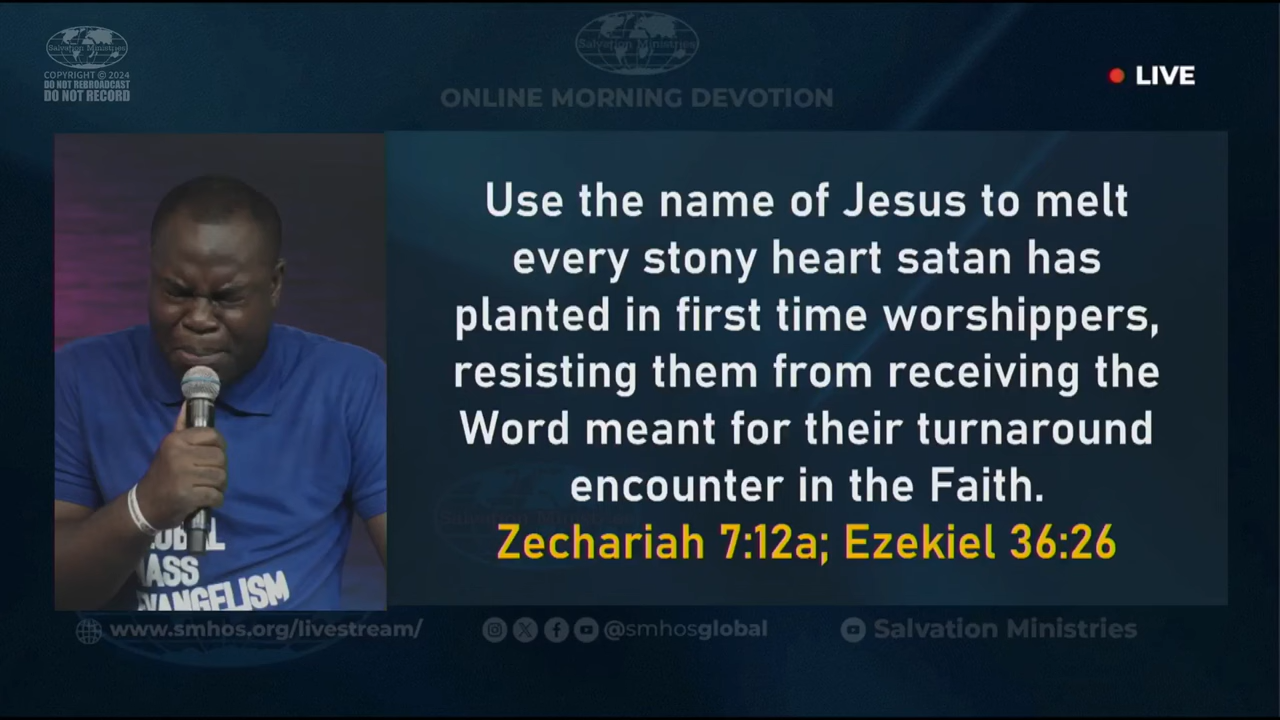 Salvation Ministries
COPYRIGHT © 2024
DO NOT REBROADCAST
DO NOT RECORD
Salvation Ministries
ONLINE MORNING DEVOTION
LIVE
Use the name of Jesus to melt
every stony heart satan has
planted in first time worshippers,
resisting them from receiving the
Word meant for their turnaround
encounter in the Faith.
Zechariah 7:12a; Ezekiel 36:26
EVANGELISM
www.smhos.org/livestream/
@smhosglobal
Salvation Ministries